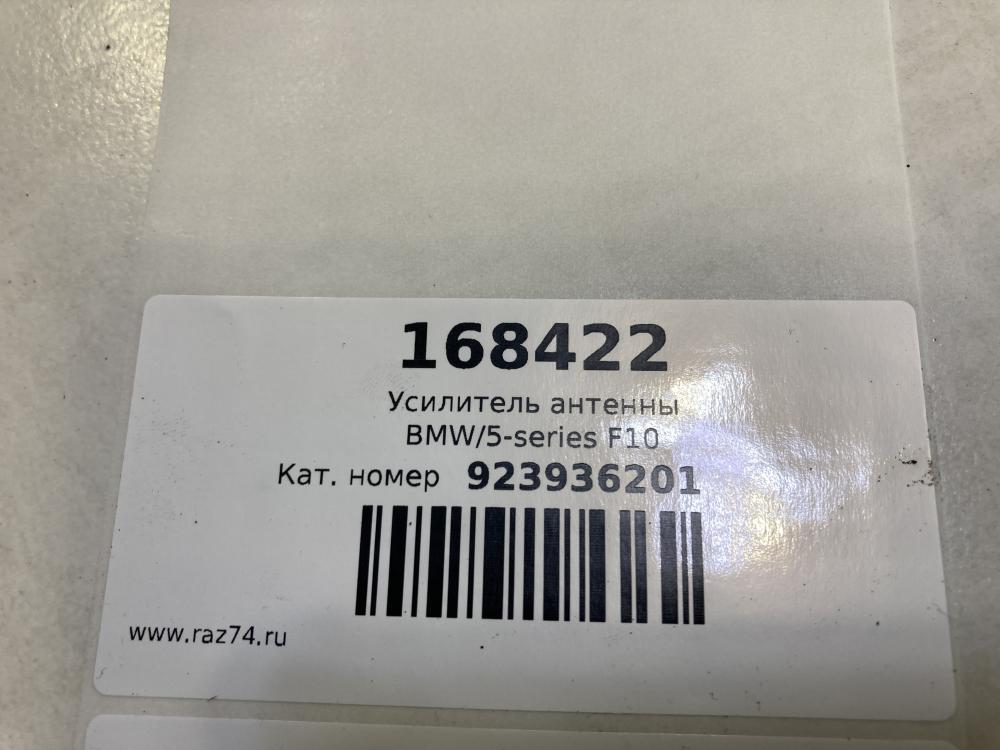 168422
Усилитель антенны
BMW/5-series F10
Кат. номер 923936201
www.raz74.ru